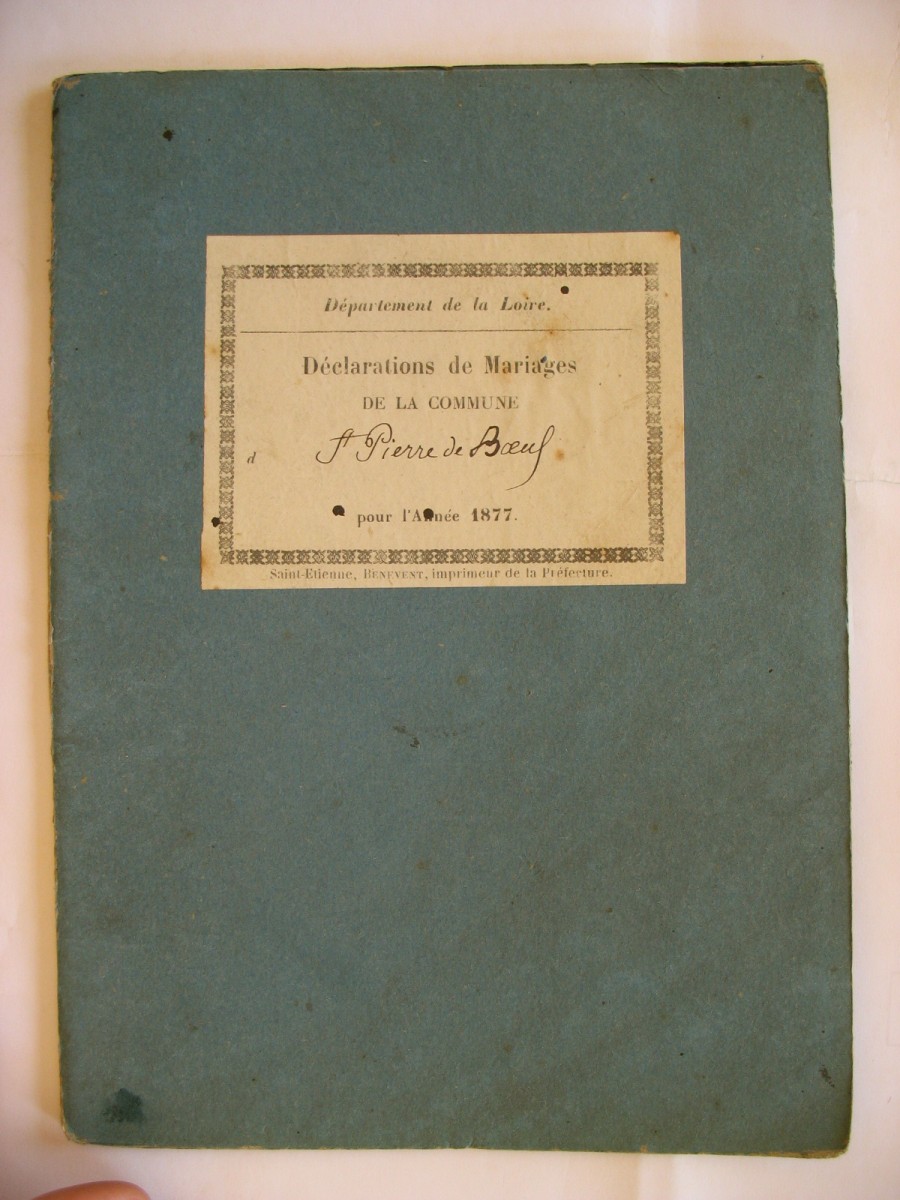 Département de la Loire.
Déclarations de Mariages
DE LA COMMUNE
d St Pierre de Bœuf
pour l'Année 1877.
Saint-Etienne, BENEVENT, imprimeur de la Préfecture.